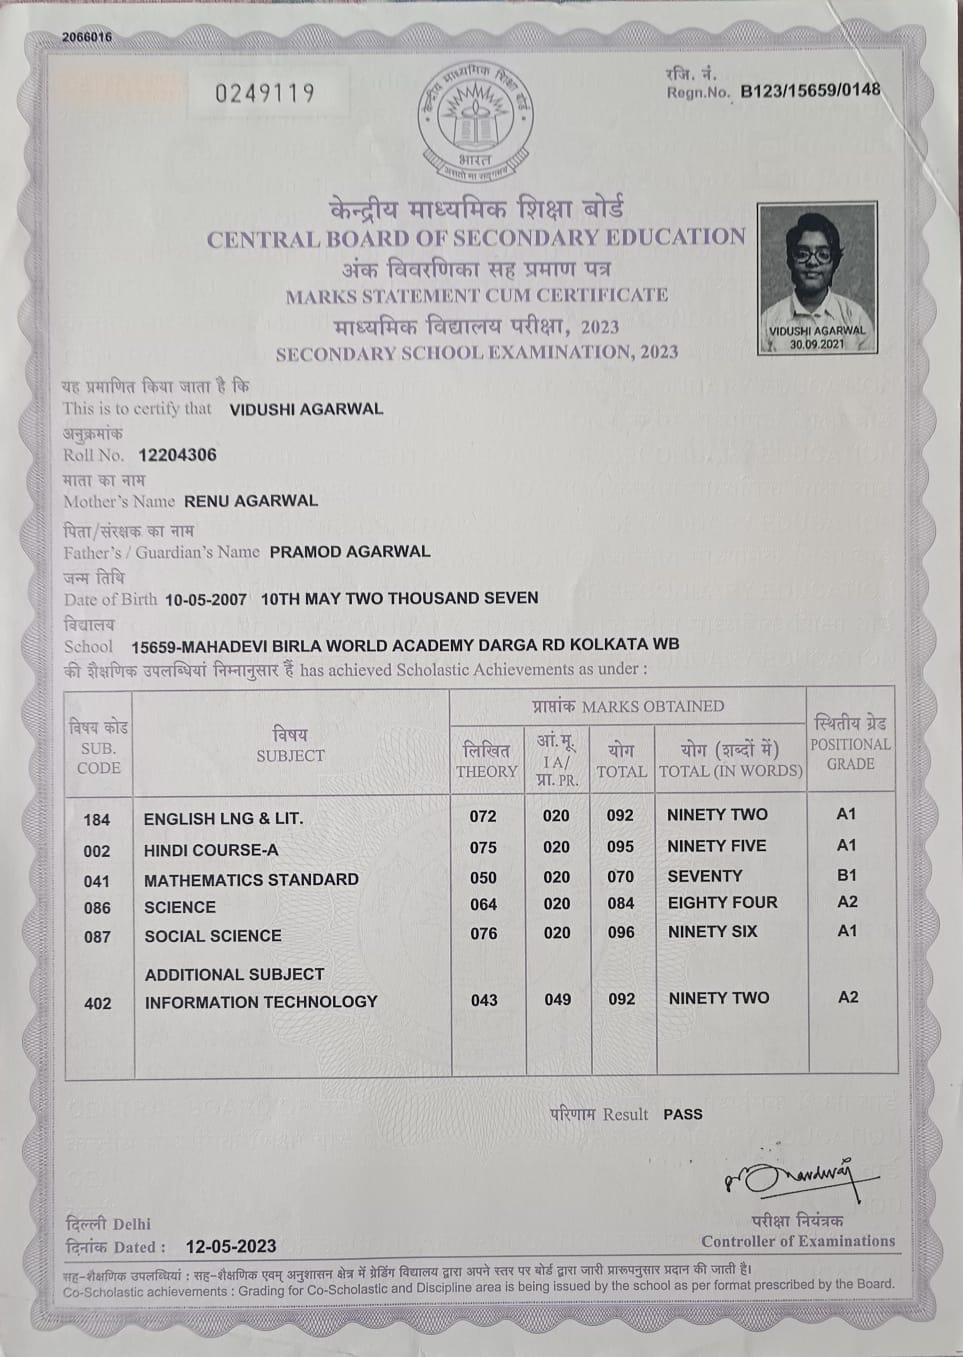 2066016
0249119
रजि. नं.
Regn.No. B123/15659/0148
केन्द्रीय माध्यमिक शिक्षा बोर्ड
भारत
असतो मा सद्गमय
केन्द्रीय माध्यमिक शिक्षा बोर्ड
CENTRAL BOARD OF SECONDARY EDUCATION
अंक विवरणिका सह प्रमाण पत्र
MARKS STATEMENT CUM CERTIFICATE
माध्यमिक विद्यालय परीक्षा, 2023
SECONDARY SCHOOL EXAMINATION, 2023
VIDUSHI AGARWAL
30.09.2021
यह प्रमाणित किया जाता है कि
This is to certify that VIDUSHI AGARWAL
अनुक्रमांक
Roll No. 12204306
माता का नाम
Mother's Name RENU AGARWAL
पिता/संरक्षक का नाम
Father's / Guardian's Name PRAMOD AGARWAL
जन्म तिथि
Date of Birth 10-05-2007 10TH MAY TWO THOUSAND SEVEN
विद्यालय
School 15659-MAHADEVI BIRLA WORLD ACADEMY DARGA RD KOLKATA WB
की शैक्षणिक उपलब्धियां निम्नानुसार हैं has achieved Scholastic Achievements as under :
विषय कोड
SUB.
CODE
विषय
SUBJECT
प्राप्तांक MARKS OBTAINED
लिखित
THEORY
आं.मू.
I A/
प्रा. PR.
योग
TOTAL
योग (शब्दों में)
TOTAL (IN WORDS)
स्थितीय ग्रेड
POSITIONAL
GRADE
184 ENGLISH LNG & LIT. 072 020 092 NINETY TWO A1
002 HINDI COURSE-A 075 020 095 NINETY FIVE A1
041 MATHEMATICS STANDARD 050 020 070 SEVENTY B1
086 SCIENCE 064 020 084 EIGHTY FOUR A2
087 SOCIAL SCIENCE 076 020 096 NINETY SIX A1
ADDITIONAL SUBJECT
402 INFORMATION TECHNOLOGY 043 049 092 NINETY TWO A2
परिणाम Result PASS
दिल्ली Delhi
दिनांक Dated : 12-05-2023
परीक्षा नियंत्रक
Controller of Examinations
सह-शैक्षणिक उपलब्धियां : सह-शैक्षणिक एवम् अनुशासन क्षेत्र में ग्रेडिंग विद्यालय द्वारा अपने स्तर पर बोर्ड द्वारा जारी प्रारूपनुसार प्रदान की जाती है।
Co-Scholastic achievements : Grading for Co-Scholastic and Discipline area is being issued by the school as per format prescribed by the Board.